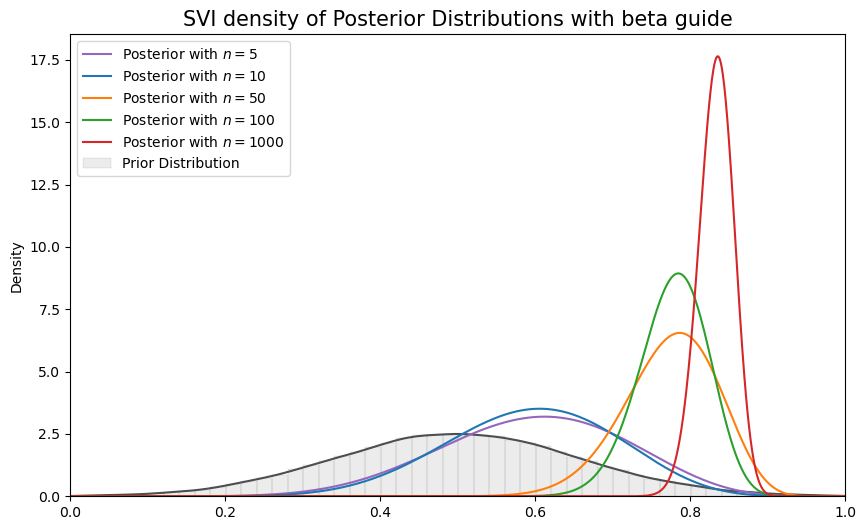 SVI density of Posterior Distributions with beta guide
Posterior with n = 5
Posterior with n = 10
Posterior with n = 50
Posterior with n = 100
Posterior with n = 1000
Prior Distribution
Density
17.5
15.0
12.5
10.0
7.5
5.0
2.5
0.0
0.0 0.2 0.4 0.6 0.8 1.0